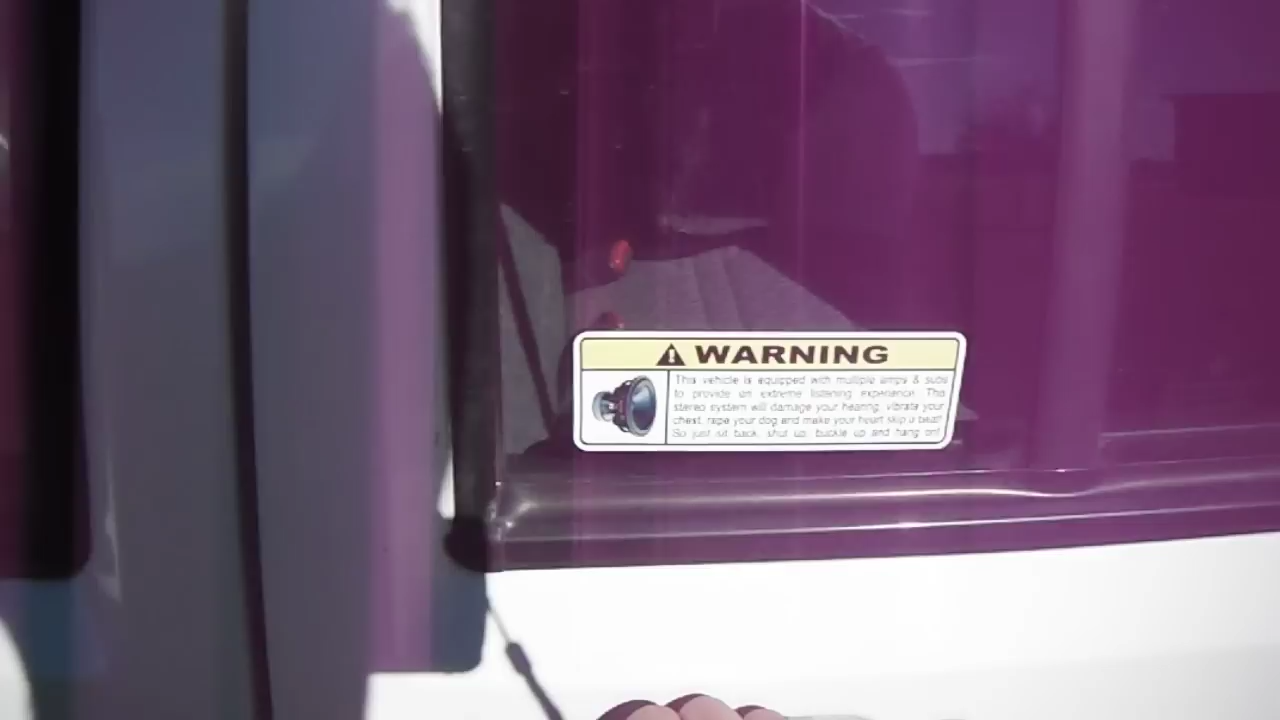 WARNING
This vehicle is equipped with multiple amps & subs
to provide an extreme listening experience. This
stereo system will damage your hearing, vibrate your
chest, rape your dog and make your heart skip a beat!
So just sit back, shut up, buckle up and hang on!